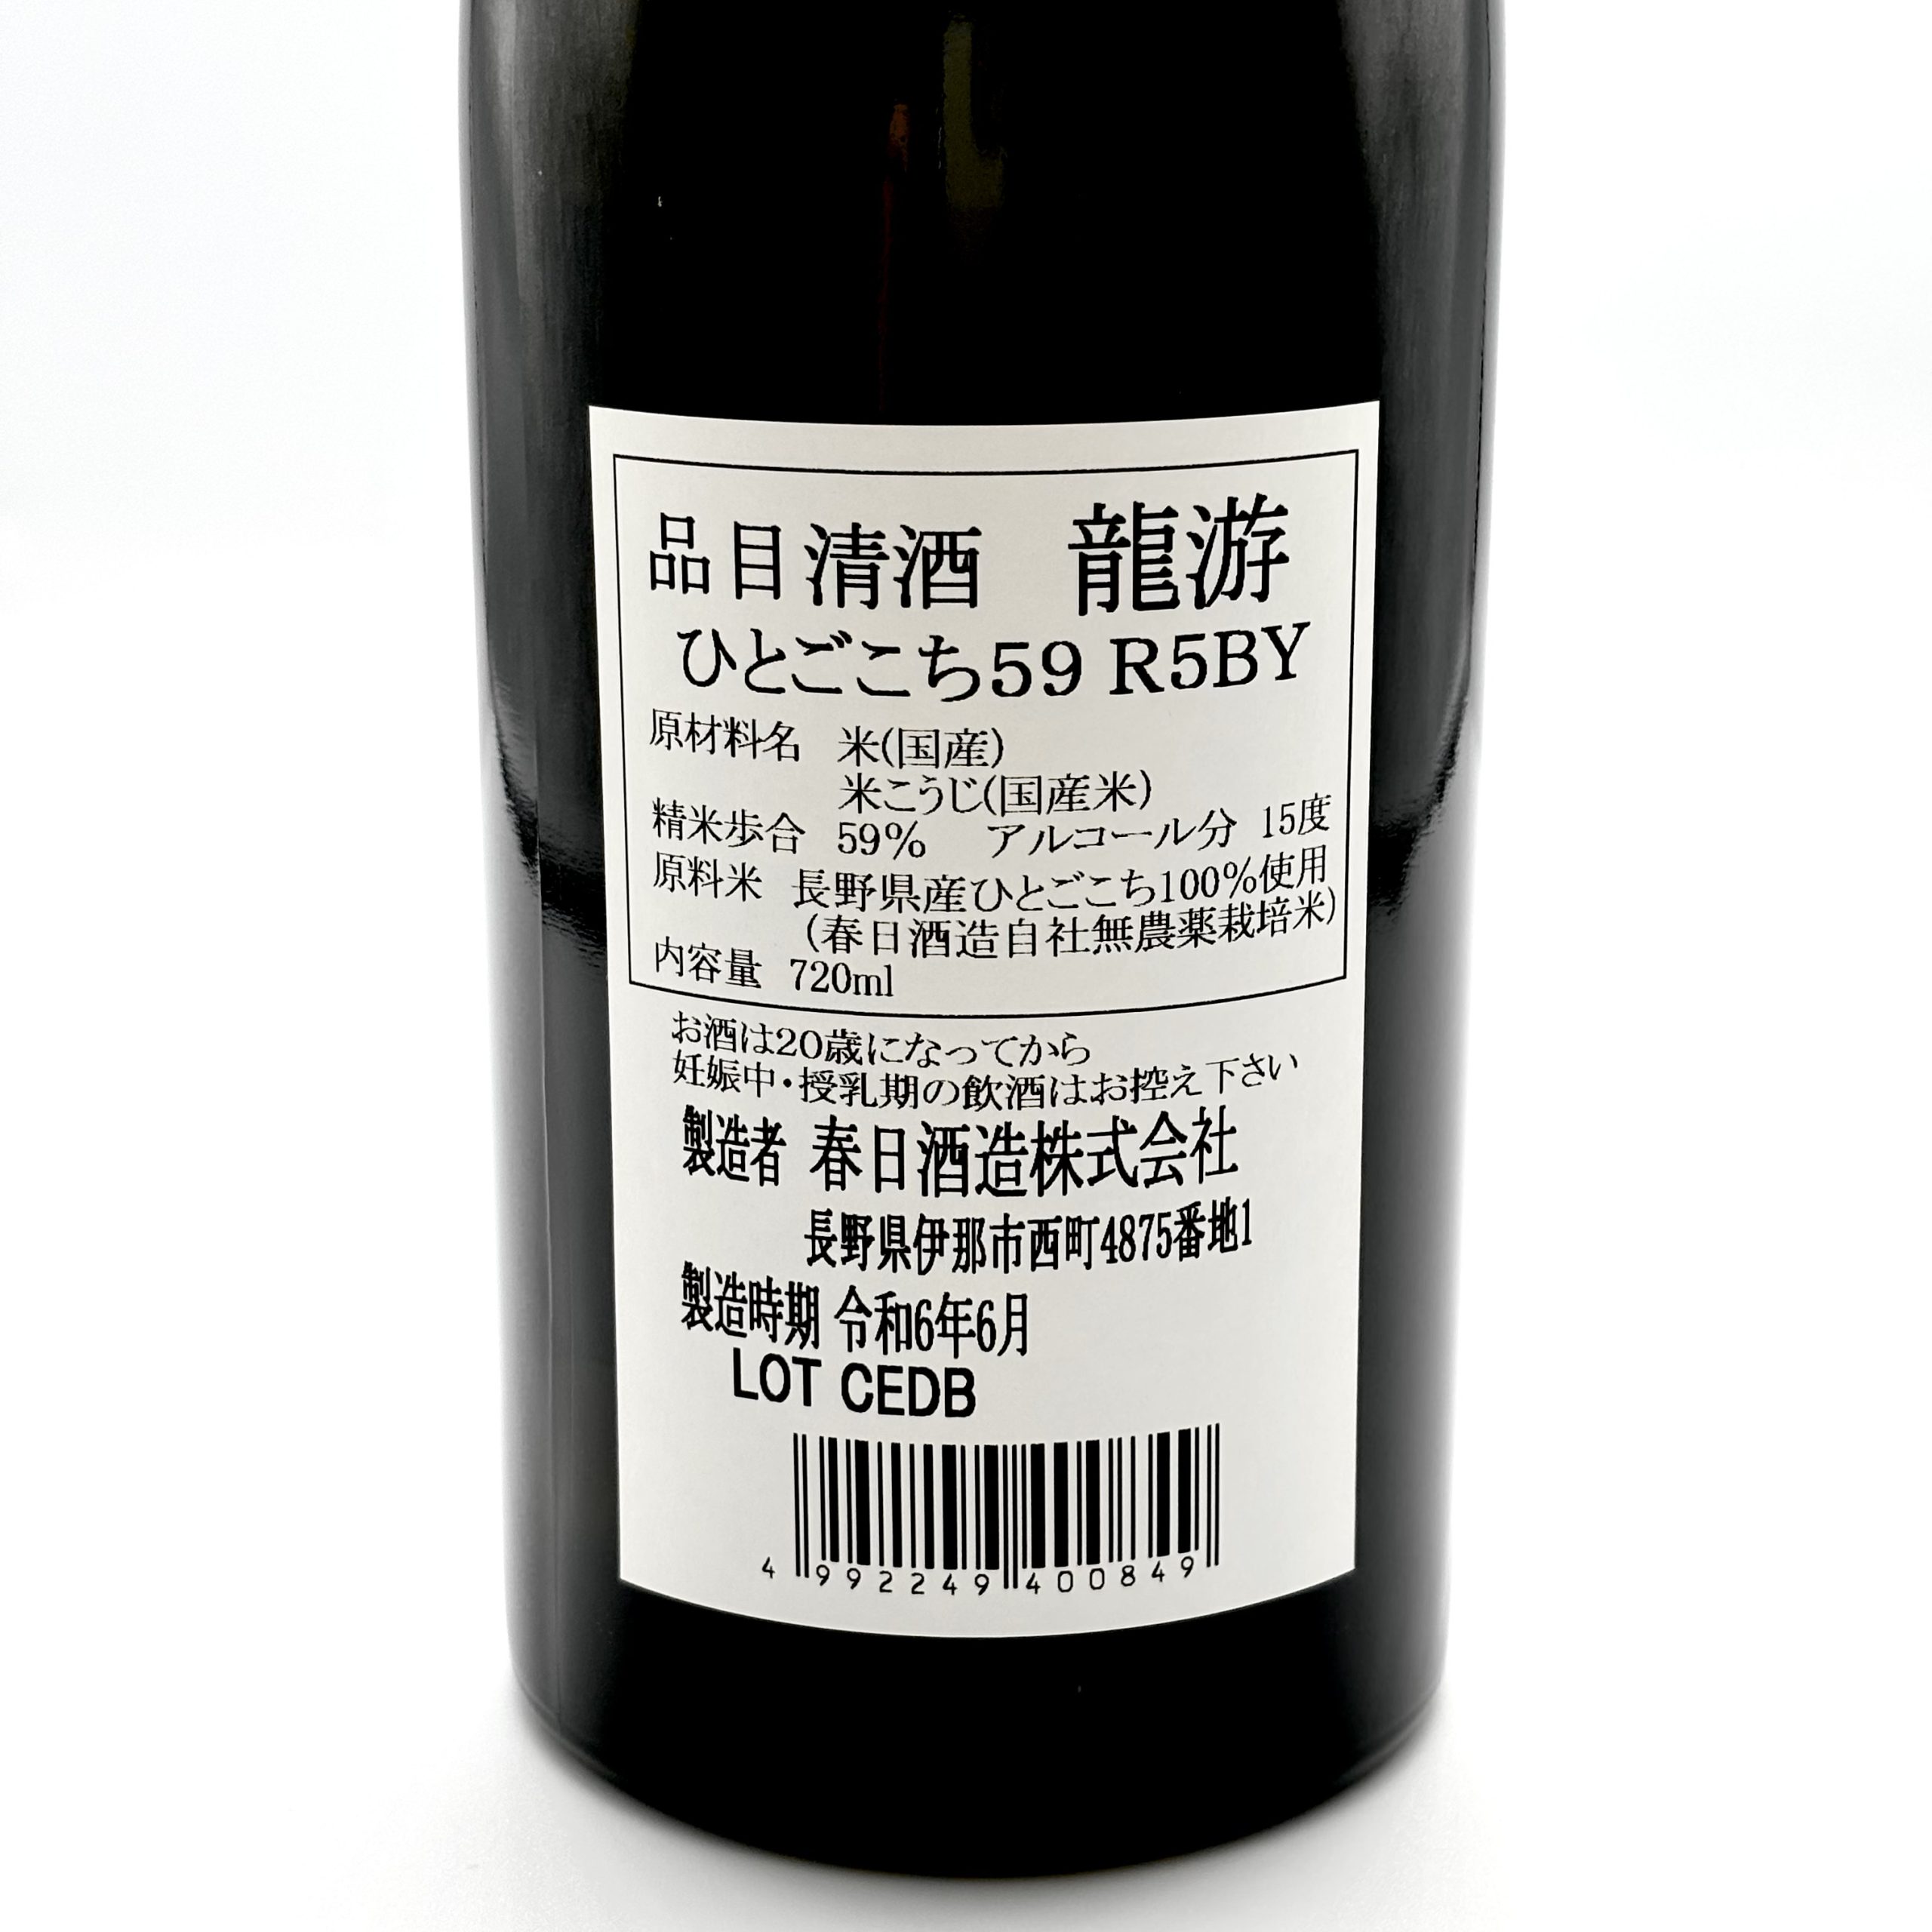 品目清酒 龍游
ひとごこち59 R5BY
原材料名 米(国産)
米こうじ(国産米)
精米歩合 59% アルコール分 15度
原料米 長野県産ひとごこち100%使用
(春日酒造自社無農薬栽培米)
内容量 720ml
お酒は20歳になってから
妊娠中・授乳期の飲酒はお控え下さい
製造者 春日酒造株式会社
長野県伊那市西町4875番地1
製造時期 令和6年6月
LOT CEDB
4 992249 400849